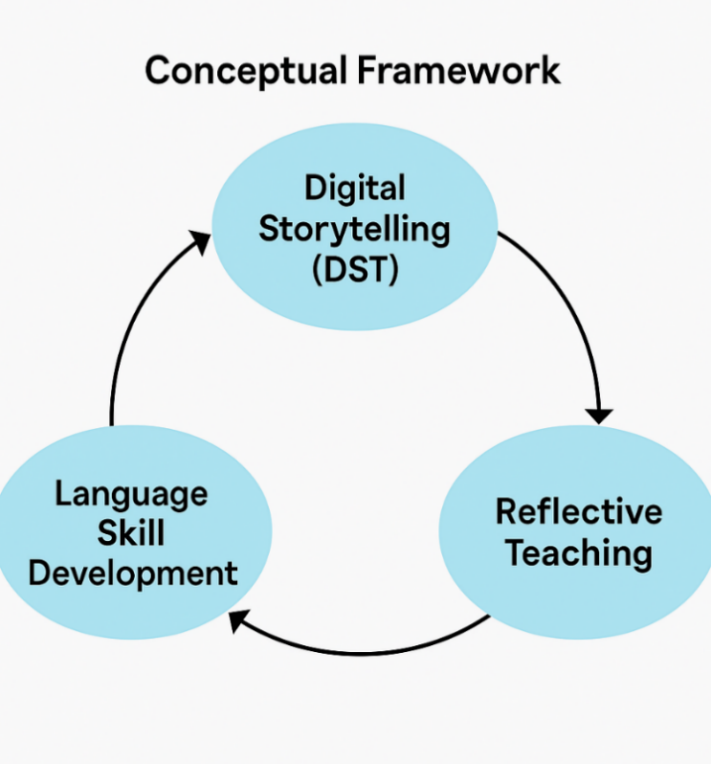 Conceptual Framework
Digital
Storytelling
(DST)
Language
Skill
Development
Reflective
Teaching